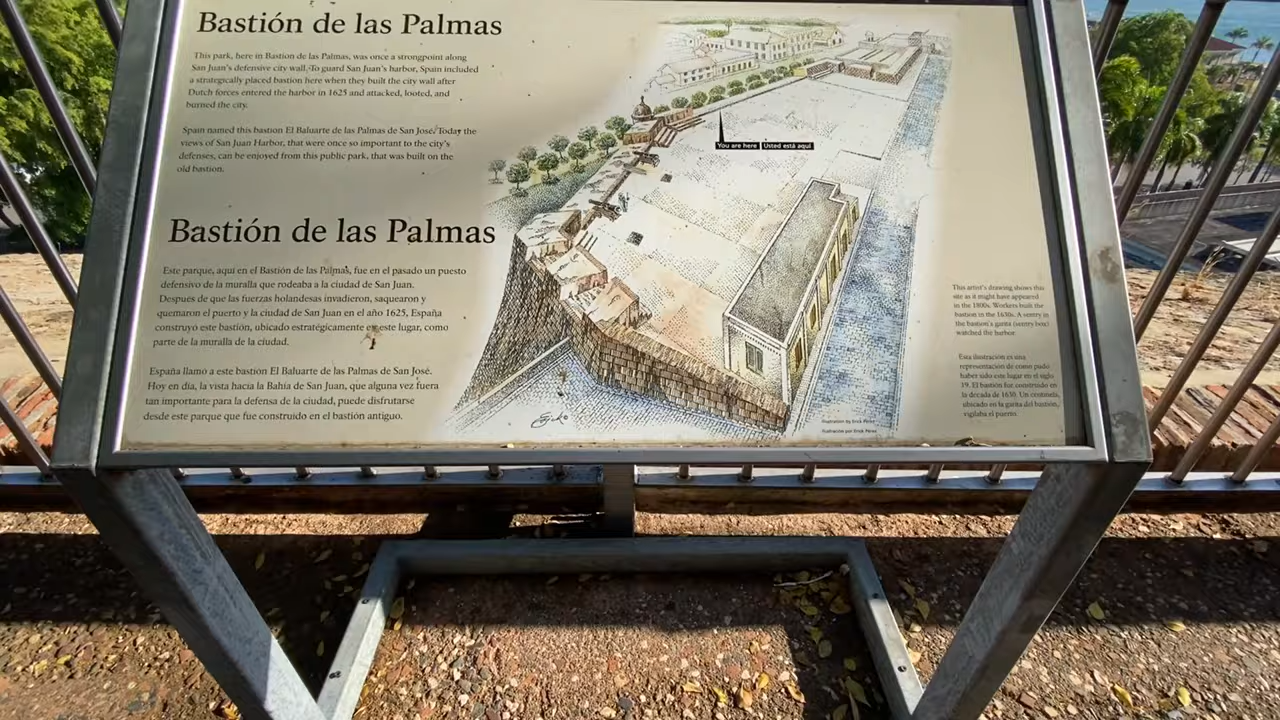 Bastión de las Palmas
This park, here in Bastión de las Palmas, was once a strongpoint along
San Juan's defensive city wall. To guard San Juan's harbor, Spain included
a strategically placed bastion here when they built the city wall after
Dutch forces entered the harbor in 1625 and attacked, looted, and
burned the city.
Spain named this bastion El Baluarte de las Palmas de San José. Today the
views of San Juan Harbor, that were once so important to the city's
defenses, can be enjoyed from this public park, that was built on the
old bastion.
Bastión de las Palmas
Este parque, aquí en el Bastión de las Palmas, fue en el pasado un puesto
defensivo de la muralla que rodeaba a la ciudad de San Juan.
Despues de que las fuerzas holandesas invadieron, saquearon y
quemaron el puerto y la ciudad de San Juan en el año 1625, España
construyó este bastión, ubicado estratégicamente en este lugar, como
parte de la muralla de la ciudad.
España llamó a este bastión El Baluarte de las Palmas de San José.
Hoy en día, la vista hacia la Bahía de San Juan, que alguna vez fuera
tan importante para la defensa de la ciudad, puede disfrutarse
desde este parque que fue construido en el bastión antiguo.
You are here | Usted está aquí
This artist's drawing shows this
site as it might have appeared
in the 1800s. Workers built the
bastion in the 1630s. A sentry in
the bastion's garita (sentry box)
watched the harbor.
Esta ilustración es una
representación de como pudo
haber sido este lugar en el siglo
19. El bastión fue construido en
la década de 1630. Un centinela,
ubicado en la garita del bastión,
vigilaba el puerto.
Illustration by Erick Pérez
Ilustración por Erick Pérez